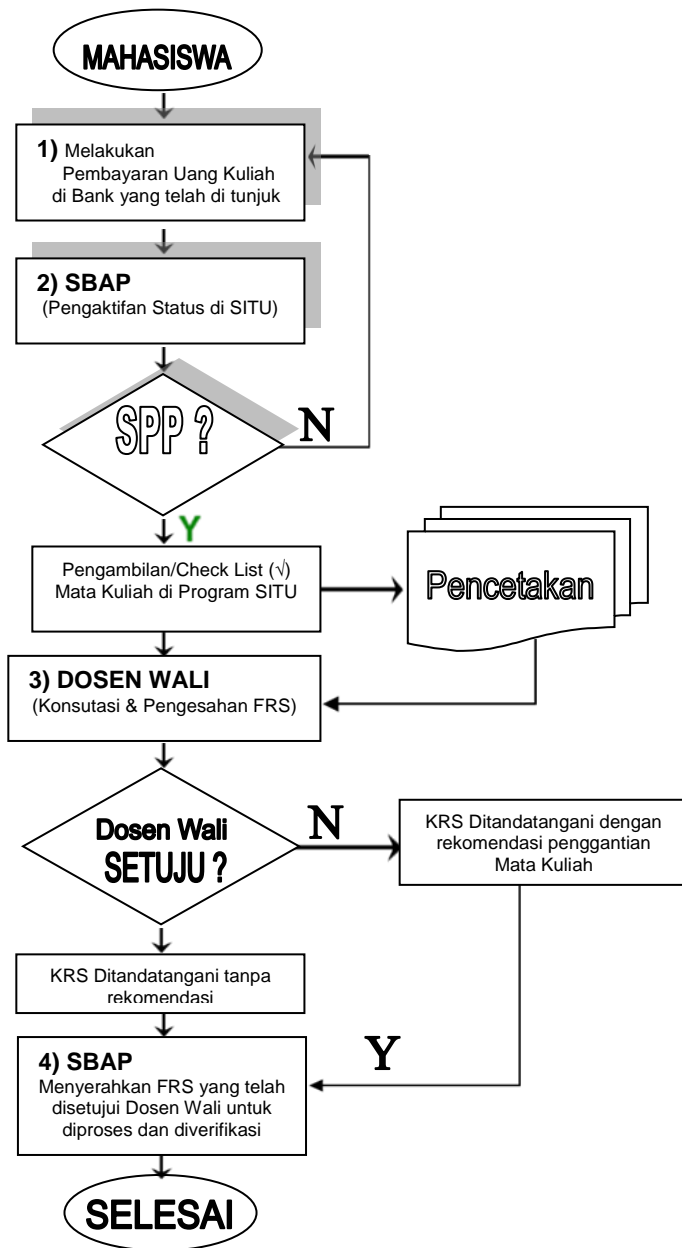 MAHASISWA
1) Melakukan
Pembayaran Uang Kuliah
di Bank yang telah di tunjuk
2) SBAP
(Pengaktifan Status di SITU)
SPP ?
N
Y
Pengambilan/Check List (√)
Mata Kuliah di Program SITU
Pencetakan
3) DOSEN WALI
(Konsutasi & Pengesahan FRS)
Dosen Wali
SETUJU ?
N
KRS Ditandatangani dengan
rekomendasi penggantian
Mata Kuliah
KRS Ditandatangani tanpa
rekomendasi
Y
4) SBAP
Menyerahkan FRS yang telah
disetujui Dosen Wali untuk
diproses dan diverifikasi
SELESAI